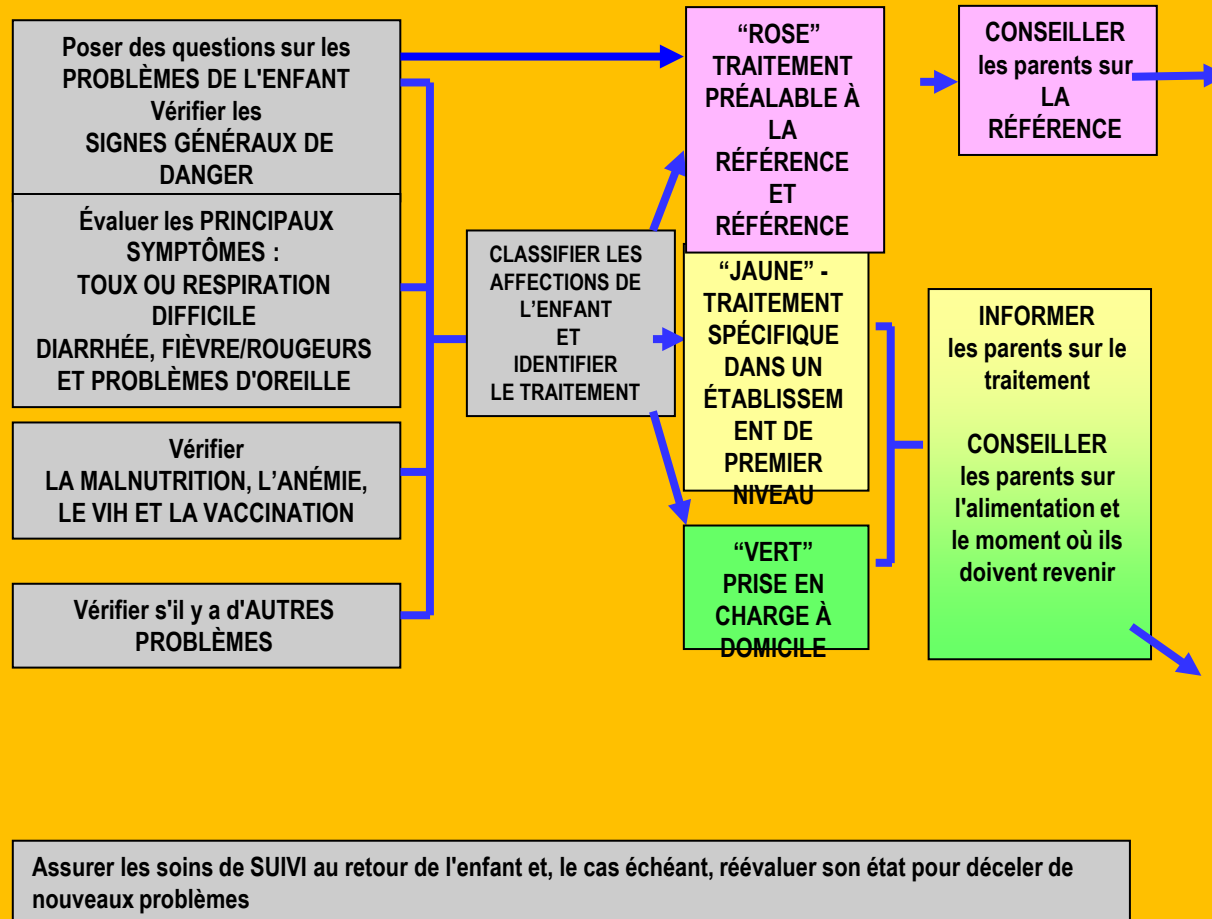 Poser des questions sur les
PROBLÈMES DE L'ENFANT
Vérifier les
SIGNES GÉNÉRAUX DE
DANGER
Évaluer les PRINCIPAUX
SYMPTÔMES :
TOUX OU RESPIRATION
DIFFICILE
DIARRHÉE, FIÈVRE/ROUGEURS
ET PROBLÈMES D'OREILLE
Vérifier
LA MALNUTRITION, L’ANÉMIE,
LE VIH ET LA VACCINATION
Vérifier s'il y a d'AUTRES
PROBLÈMES
CLASSIFIER LES
AFFECTIONS DE
L’ENFANT
ET
IDENTIFIER
LE TRAITEMENT
“ROSE”
TRAITEMENT
PRÉALABLE À
LA
RÉFÉRENCE
ET
RÉFÉRENCE
“JAUNE” -
TRAITEMENT
SPÉCIFIQUE
DANS UN
ÉTABLISSEM
ENT DE
PREMIER
NIVEAU
“VERT”
PRISE EN
CHARGE À
DOMICILE
CONSEILLER
les parents sur
LA
RÉFÉRENCE
INFORMER
les parents sur le
traitement
CONSEILLER
les parents sur
l'alimentation et
le moment où ils
doivent revenir
Assurer les soins de SUIVI au retour de l'enfant et, le cas échéant, réévaluer son état pour déceler de
nouveaux problèmes